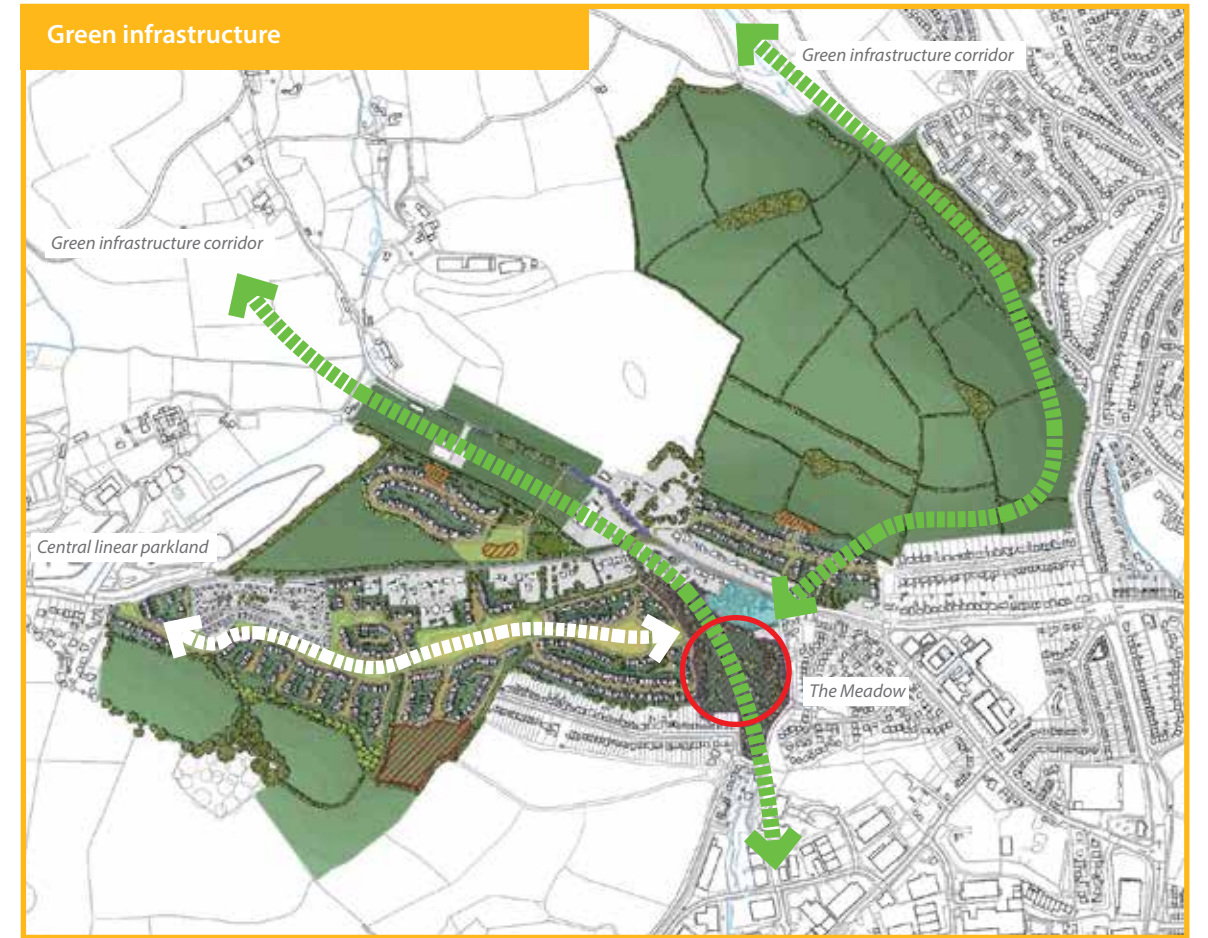 Green infrastructure
Green infrastructure corridor
Green infrastructure corridor
Central linear parkland
The Meadow